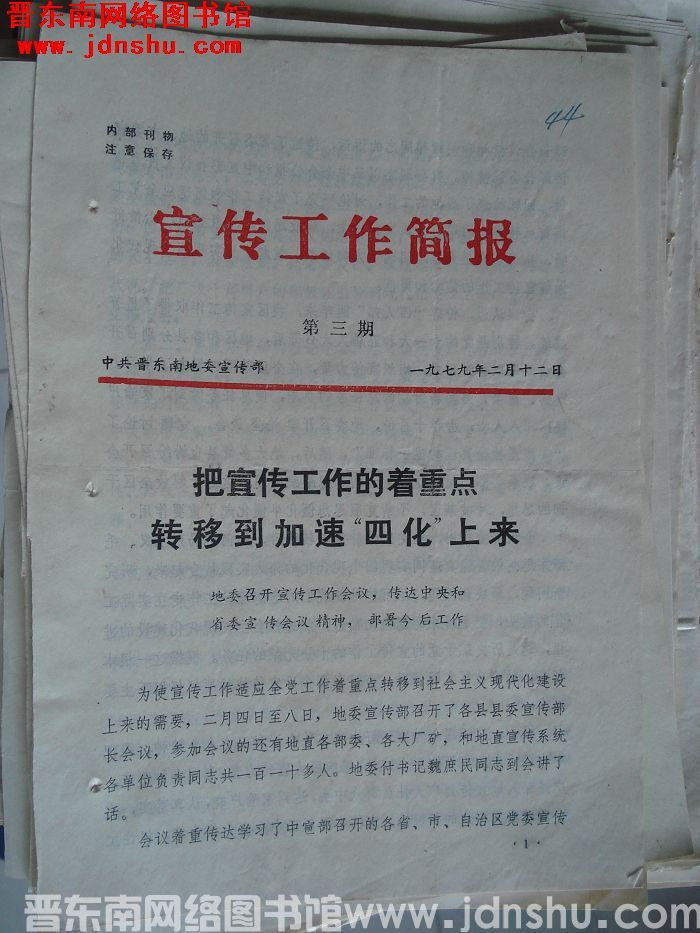 晋东南网络图书馆
www.jdnshu.com
44
内部刊物
注意保存
宣传工作简报
第三期
中共晋东南地委宣传部 一九七九年二月十二日
把宣传工作的着重点
转移到加速“四化”上来
地委召开宣传工作会议，传达中央和
省委宣传会议精神，部署今后工作
为使宣传工作适应全党工作着重点转移到社会主义现代化建设
上来的需要，二月四日至八日，地委宣传部召开了各县县委宣传部
长会议，参加会议的还有地直各部委、各大厂矿，和地直宣传系统
各单位负责同志共一百一十多人。地委付书记魏庶民同志到会讲了
话。
会议着重传达学习了中宣部召开的各省、市、自治区党委宣传
·1·
晋东南网络图书馆 www.jdnshu.com